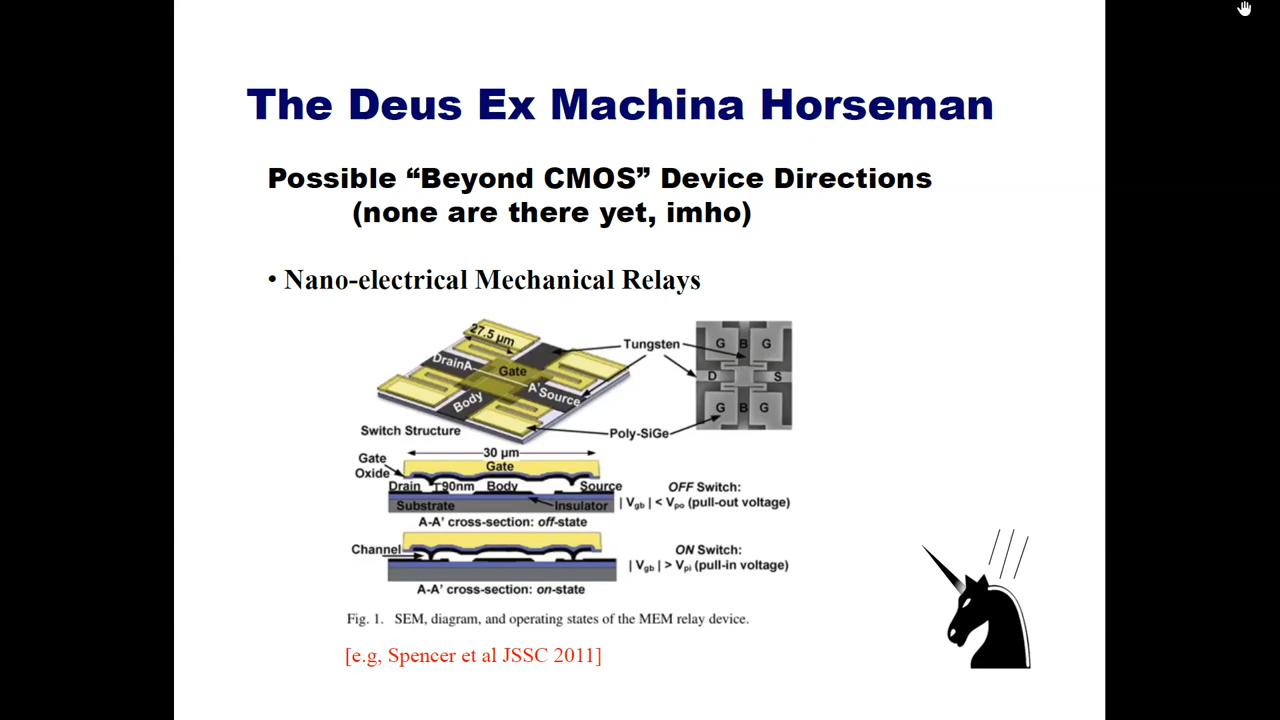 The Deus Ex Machina Horseman
Possible “Beyond CMOS” Device Directions
(none are there yet, imho)
• Nano-electrical Mechanical Relays
27.5 µm
Tungsten
G B G
DrainA
Gate
D S
A'Source
Body
G B G
Switch Structure
Poly-SiGe
30 µm
Gate
Gate
Oxide
Drain 90nm Body Source
OFF Switch:
Substrate Insulator
| Vgb | < Vpo (pull-out voltage)
A-A' cross-section: off-state
Channel
ON Switch:
| Vgb | > Vpi (pull-in voltage)
A-A' cross-section: on-state
Fig. 1. SEM, diagram, and operating states of the MEM relay device.
[e.g, Spencer et al JSSC 2011]